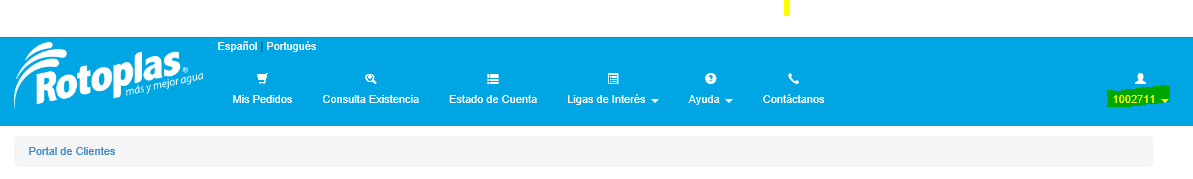 Español | Portugués
Rotoplas®
más y mejor agua
Mis Pedidos
Consulta Existencia
Estado de Cuenta
Ligas de Interés
Ayuda
Contáctanos
1002711
Portal de Clientes